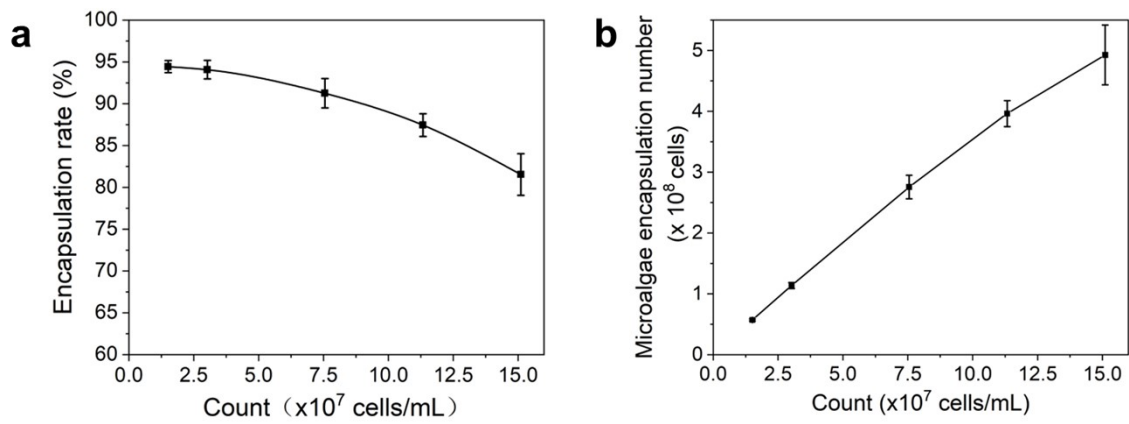 a
Encapsulation rate (%)
100
95
90
85
80
75
70
65
60
0.0 2.5 5.0 7.5 10.0 12.5 15.0
Count（x10⁷ cells/mL）
b
Microalgae encapsulation number
(x 10⁸ cells)
5
4
3
2
1
0
0.0 2.5 5.0 7.5 10.0 12.5 15.0
Count (x10⁷ cells/mL)